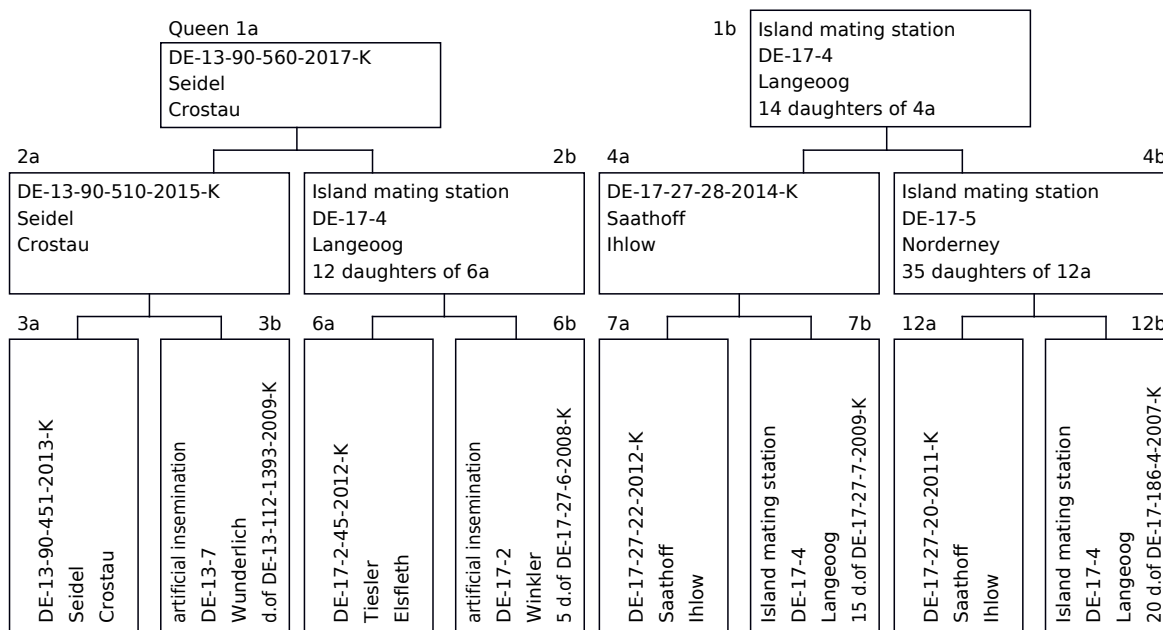 Queen 1a
DE-13-90-560-2017-K
Seidel
Crostau
1b
Island mating station
DE-17-4
Langeoog
14 daughters of 4a
2a
DE-13-90-510-2015-K
Seidel
Crostau
2b
Island mating station
DE-17-4
Langeoog
12 daughters of 6a
4a
DE-17-27-28-2014-K
Saathoff
Ihlow
4b
Island mating station
DE-17-5
Norderney
35 daughters of 12a
3a
DE-13-90-451-2013-K
Seidel
Crostau
3b
artificial insemination
DE-13-7
Wunderlich
d.of DE-13-112-1393-2009-K
6a
DE-17-2-45-2012-K
Tiesler
Elsfleth
6b
artificial insemination
DE-17-2
Winkler
5 d.of DE-17-27-6-2008-K
7a
DE-17-27-22-2012-K
Saathoff
Ihlow
7b
Island mating station
DE-17-4
Langeoog
15 d.of DE-17-27-7-2009-K
12a
DE-17-27-20-2011-K
Saathoff
Ihlow
12b
Island mating station
DE-17-4
Langeoog
20 d.of DE-17-186-4-2007-K